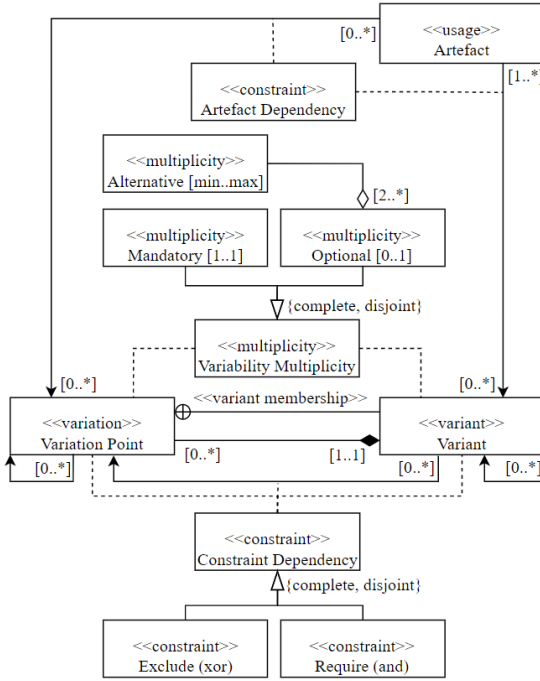 <<usage>>
Artefact
[0..*]
[1..*]
<<constraint>>
Artefact Dependency
<<multiplicity>>
Alternative [min..max]
[2..*]
<<multiplicity>>
Mandatory [1..1]
<<multiplicity>>
Optional [0..1]
{complete, disjoint}
<<multiplicity>>
Variability Multiplicity
[0..*]
[0..*]
<<variant membership>>
<<variation>>
Variation Point
<<variant>>
Variant
[0..*]
[1..1]
[0..*]
[0..*]
[0..*]
<<constraint>>
Constraint Dependency
{complete, disjoint}
<<constraint>>
Exclude (xor)
<<constraint>>
Require (and)